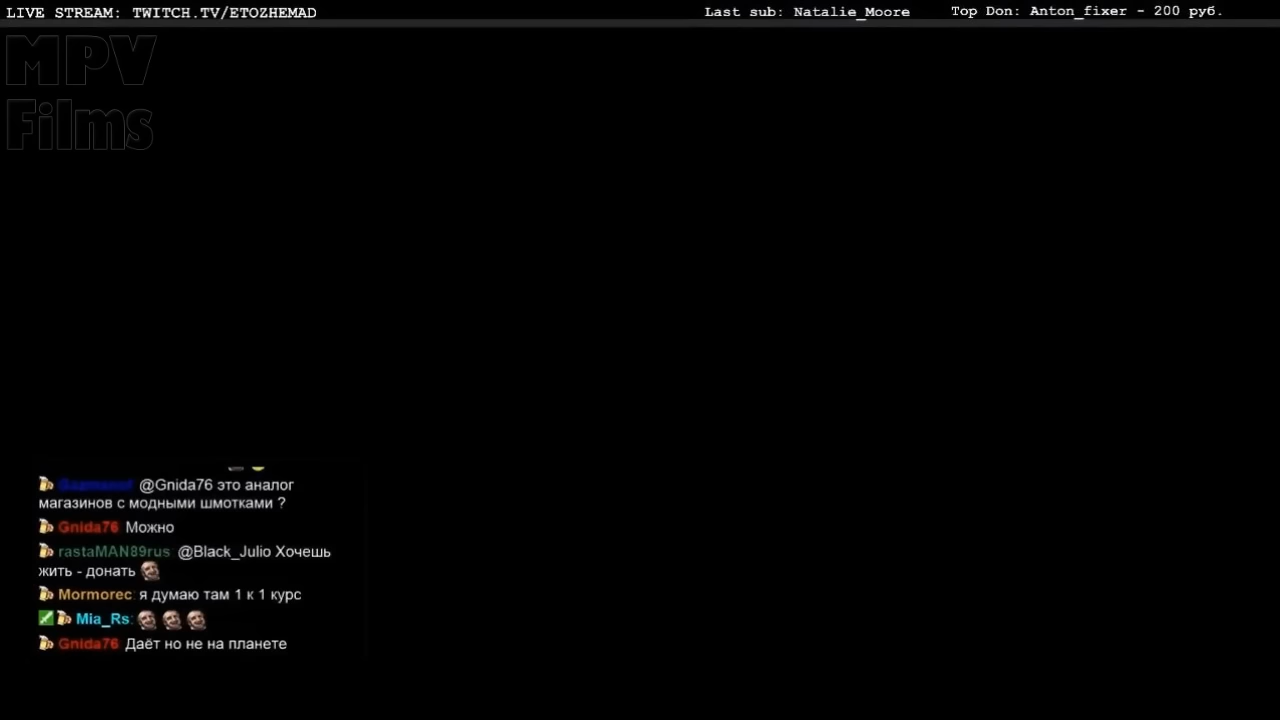 LIVE STREAM: TWITCH.TV/ETOZHEMAD
Last sub: Natalie_Moore
Top Don: Anton_fixer - 200 руб.
MPV
Films
@Gnida76 это аналог
магазинов с модными шмотками ?
Gnida76 Можно
rastaMAN89rus @Black_Julio Хочешь
жить - донать
Mormorec: я думаю там 1 к 1 курс
Mia_Rs:
Gnida76 Даёт но не на планете